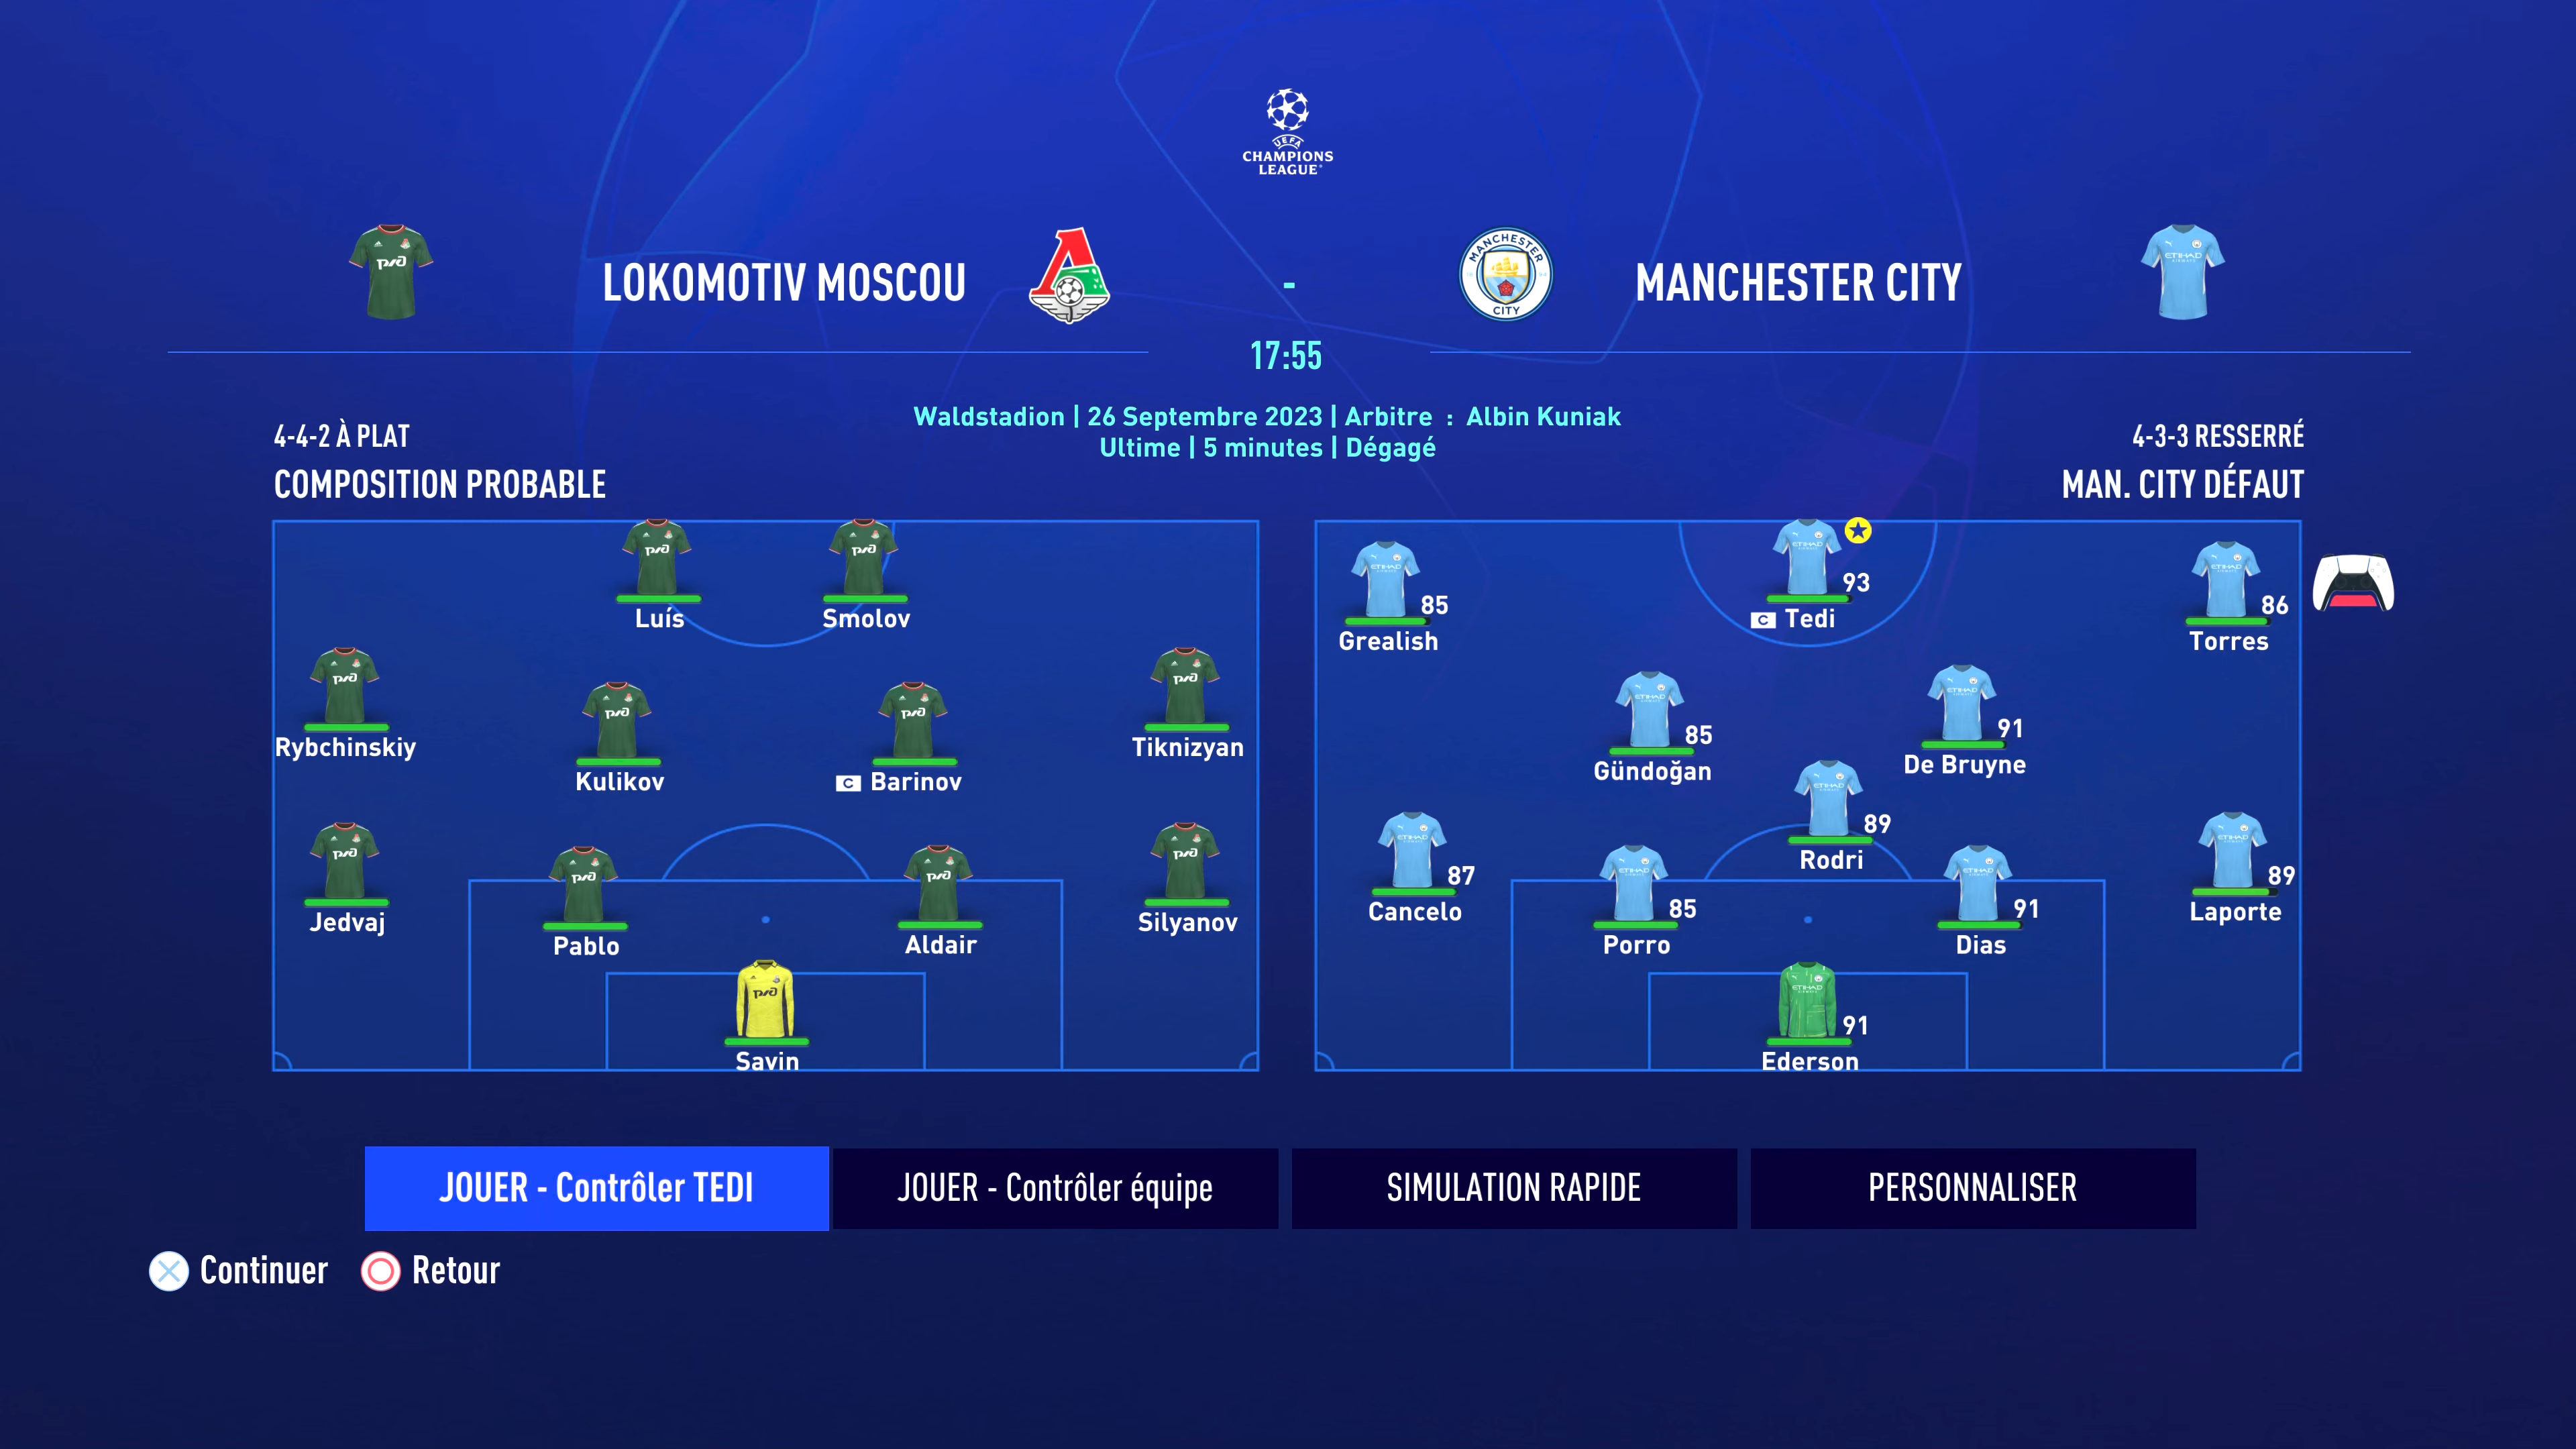 UEFA
CHAMPIONS
LEAGUE
LOKOMOTIV MOSCOU
-
MANCHESTER CITY
MANCHESTER
CITY
ETIHAD
AIRWAYS
17:55
Waldstadion | 26 Septembre 2023 | Arbitre : Albin Kuniak
Ultime | 5 minutes | Dégagé
4-4-2 À PLAT
COMPOSITION PROBABLE
4-3-3 RESSERRÉ
MAN. CITY DÉFAUT
Luís
Smolov
Rybchinskiy
Tiknizyan
Kulikov
C Barinov
Jedvaj
Silyanov
Pablo
Aldair
Savin
93
C Tedi
85
Grealish
86
Torres
85
Gündoğan
91
De Bruyne
89
Rodri
87
Cancelo
89
Laporte
85
Porro
91
Dias
91
Ederson
JOUER - Contrôler TEDI
JOUER - Contrôler équipe
SIMULATION RAPIDE
PERSONNALISER
Continuer
Retour